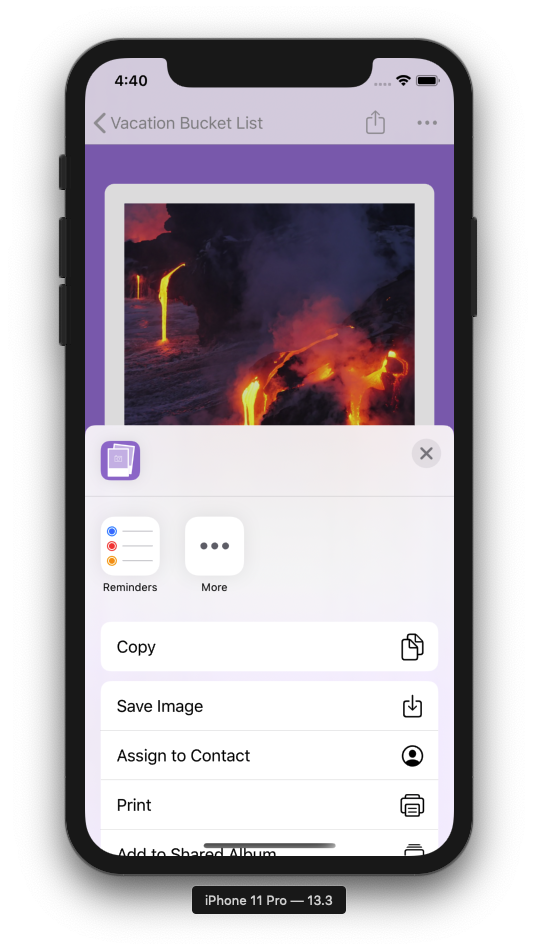 4:40
Vacation Bucket List
Reminders
More
Copy
Save Image
Assign to Contact
Print
Add to Shared Album
iPhone 11 Pro — 13.3